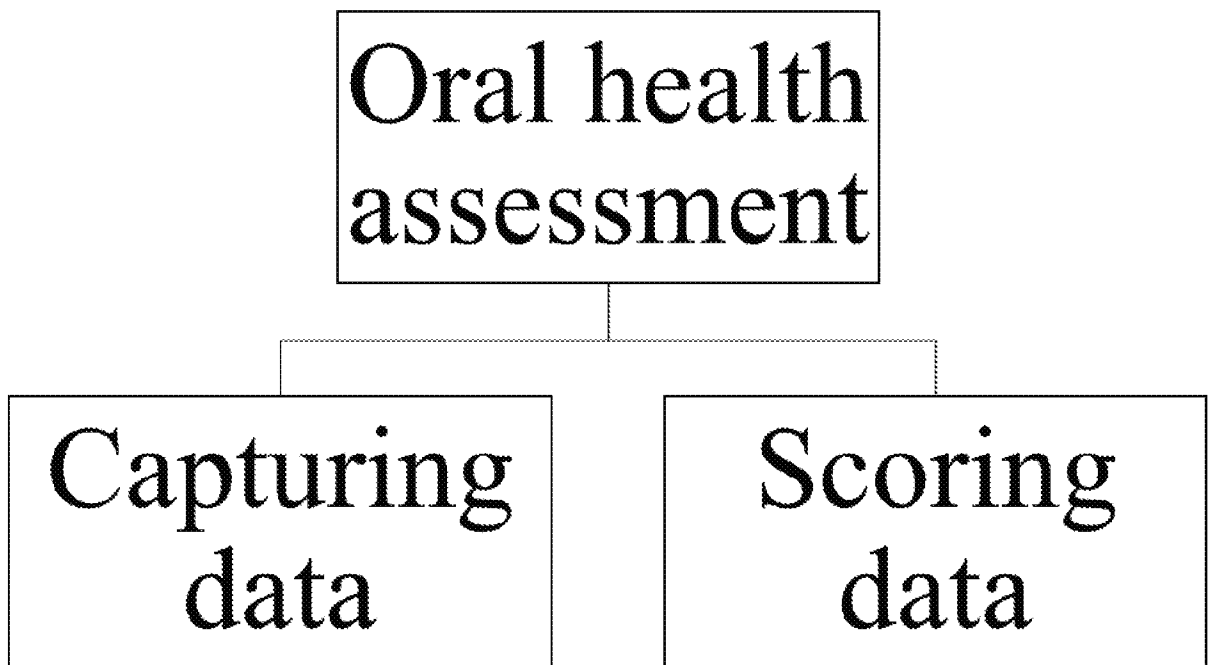 Oral health
assessment
Capturing
data
Scoring
data